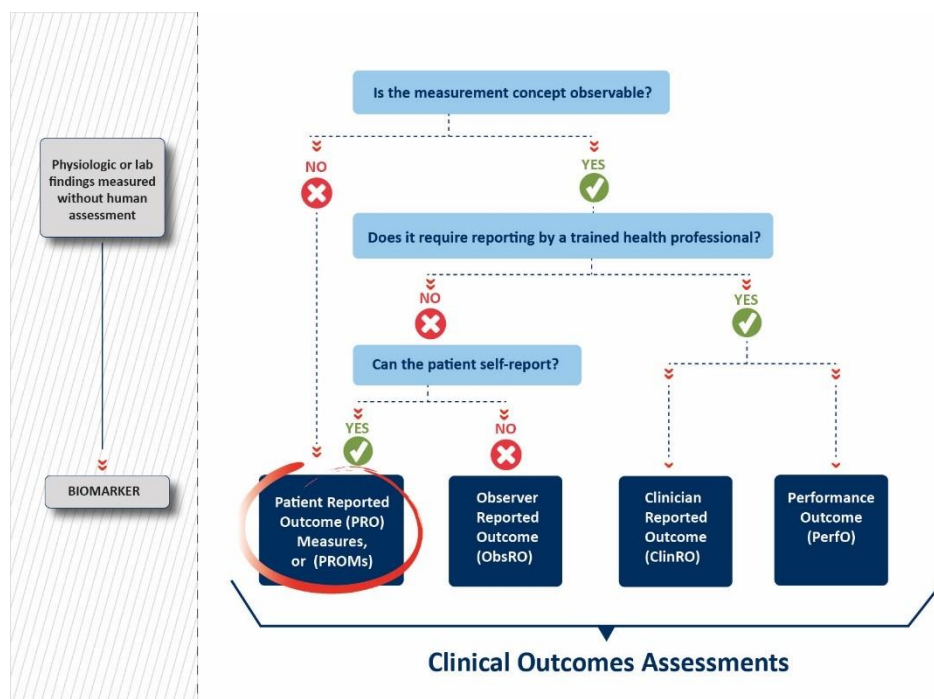 Is the measurement concept observable?
Physiologic or lab
findings measured
without human
assessment
NO
YES
Does it require reporting by a trained health professional?
NO
YES
Can the patient self-report?
YES
NO
BIOMARKER
Patient Reported
Outcome (PRO)
Measures,
or (PROMs)
Observer
Reported
Outcome
(ObsRO)
Clinician
Reported
Outcome
(ClinRO)
Performance
Outcome
(PerfO)
Clinical Outcomes Assessments